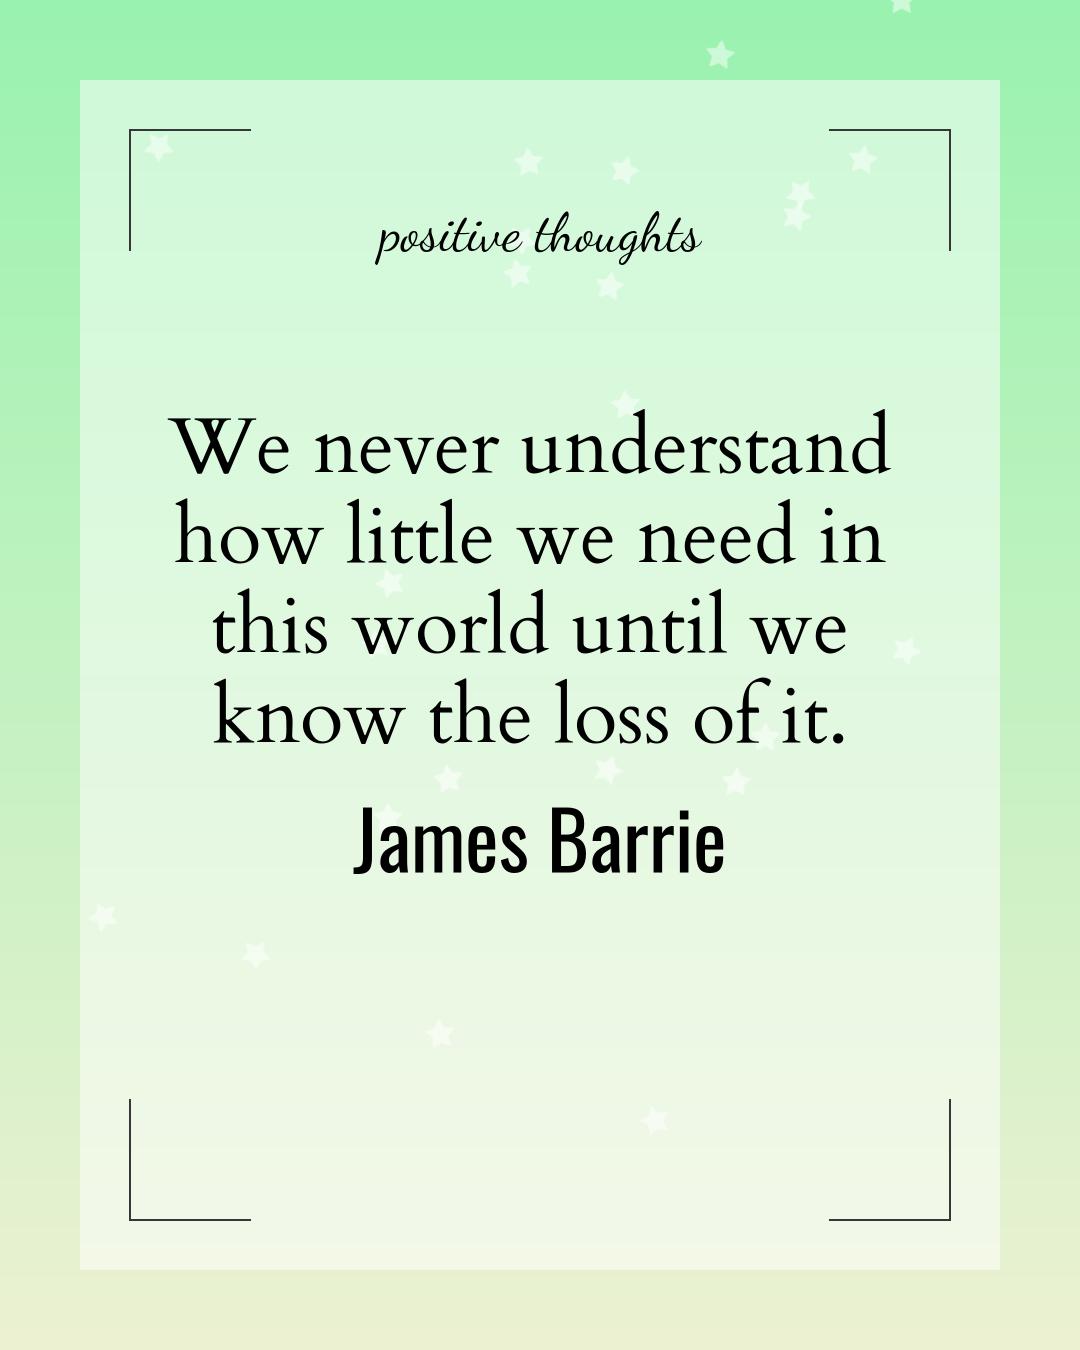 positive thoughts
We never understand
how little we need in
this world until we
know the loss of it.
James Barrie